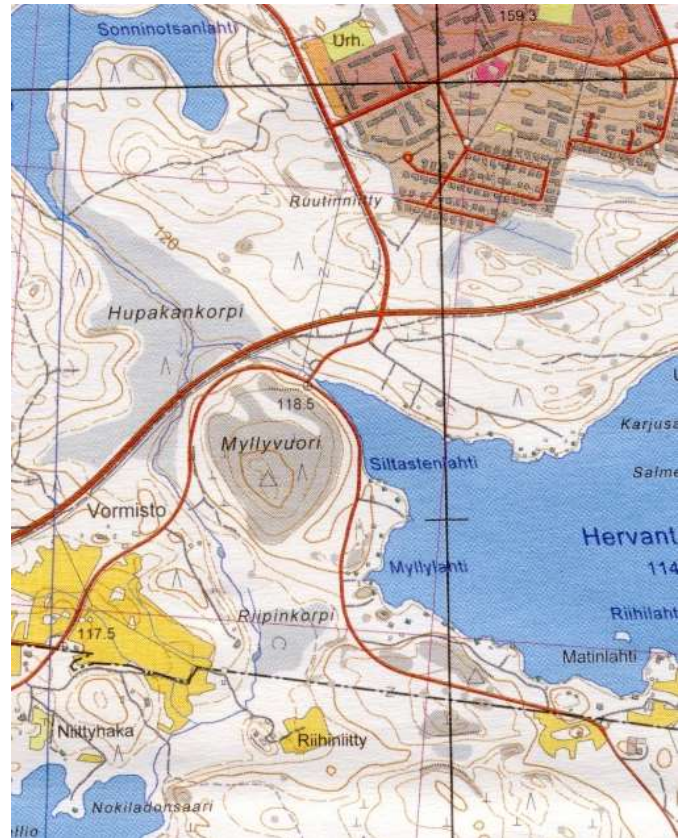 Sonninotsanlahti
Urh.
159.3
Ruutinniitty
120
Hupakankorpi
118.5
Karjusa
Myllyvuori
Siltastenlahti
Salme
Vormisto
Hervant
Myllylahti
114
Riipinkorpi
Riihilaht
117.5
Matinlahti
Niittyhaka
Riihiniitty
Nokiladonsaari